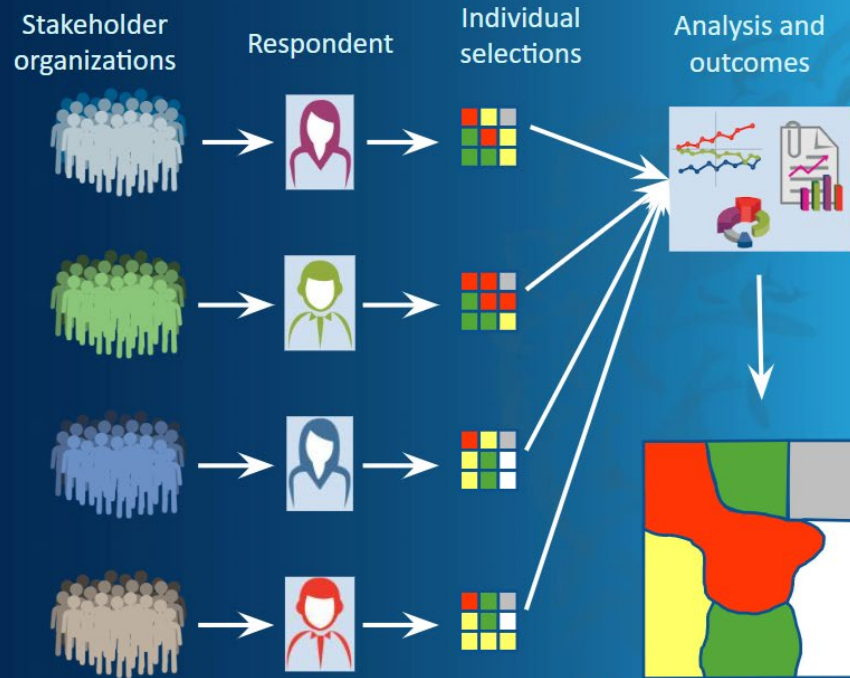 Stakeholder
organizations
Respondent
Individual
selections
Analysis and
outcomes